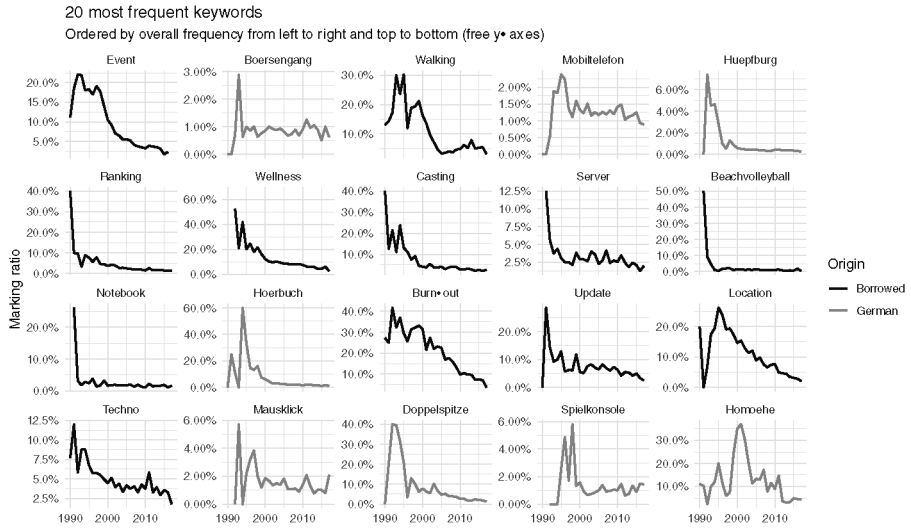 20 most frequent keywords
Ordered by overall frequency from left to right and top to bottom (free y• axes)
Event Boersengang Walking Mobiltelefon Huepfburg
20.0% 3.00% 30.0% 2.00% 6.00%
15.0% 2.00% 20.0% 1.50% 4.00%
10.0% 1.00% 10.0% 1.00% 2.00%
5.0% 0.00% 0.50% 0.00%
0.00%
Ranking Wellness Casting Server Beachvolleyball
40.0% 60.0% 40.0% 12.5% 50.0%
30.0% 40.0% 30.0% 10.0% 40.0%
20.0% 20.0% 20.0% 7.5% 30.0%
10.0% 0.0% 10.0% 5.0% 20.0%
0.0% 2.5% 10.0%
0.0%
Marking ratio
Notebook Hoerbuch Burn•out Update Location
20.0% 60.0% 40.0% 30.0% 20.0%
10.0% 40.0% 30.0% 20.0% 10.0%
0.0% 20.0% 20.0% 10.0% 0.0%
0.0% 10.0% 0.0%
Techno Mausklick Doppelspitze Spielkonsole Homoehe
12.5% 6.00% 40.0% 6.00% 30.0%
10.0% 4.00% 30.0% 4.00% 20.0%
7.5% 2.00% 20.0% 2.00% 10.0%
5.0% 0.00% 10.0% 0.00% 0.0%
2.5% 0.0%
1990 2000 2010 1990 2000 2010 1990 2000 2010 1990 2000 2010 1990 2000 2010
Origin
Borrowed
German